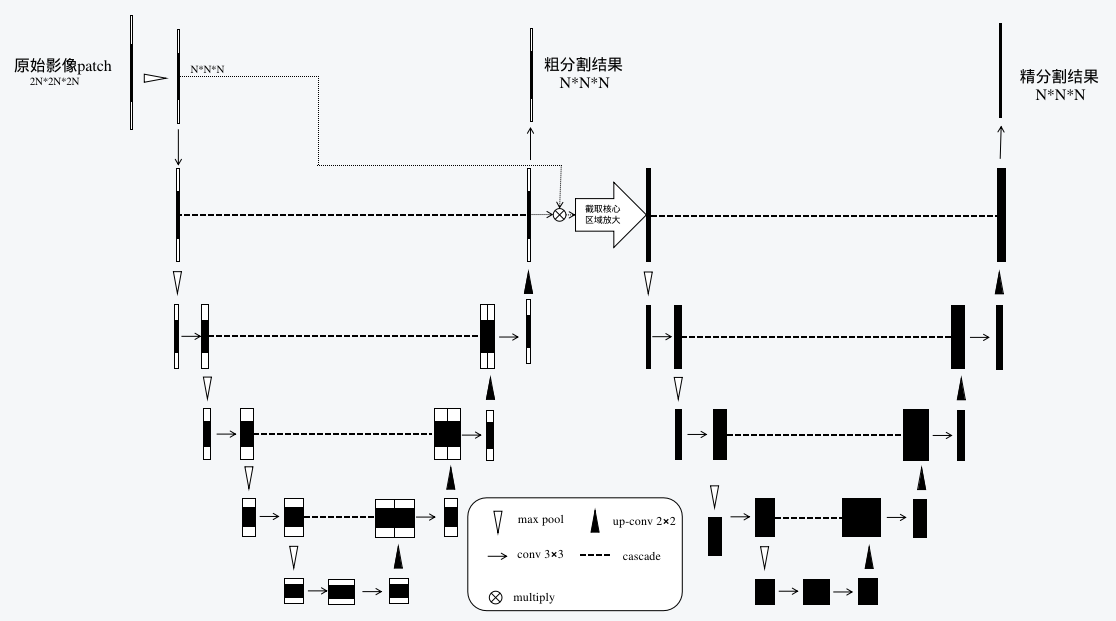 原始影像patch
2N*2N*2N
N*N*N
粗分割结果
N*N*N
精分割结果
N*N*N
截取核心
区域放大
max pool
up-conv 2×2
conv 3×3
cascade
multiply